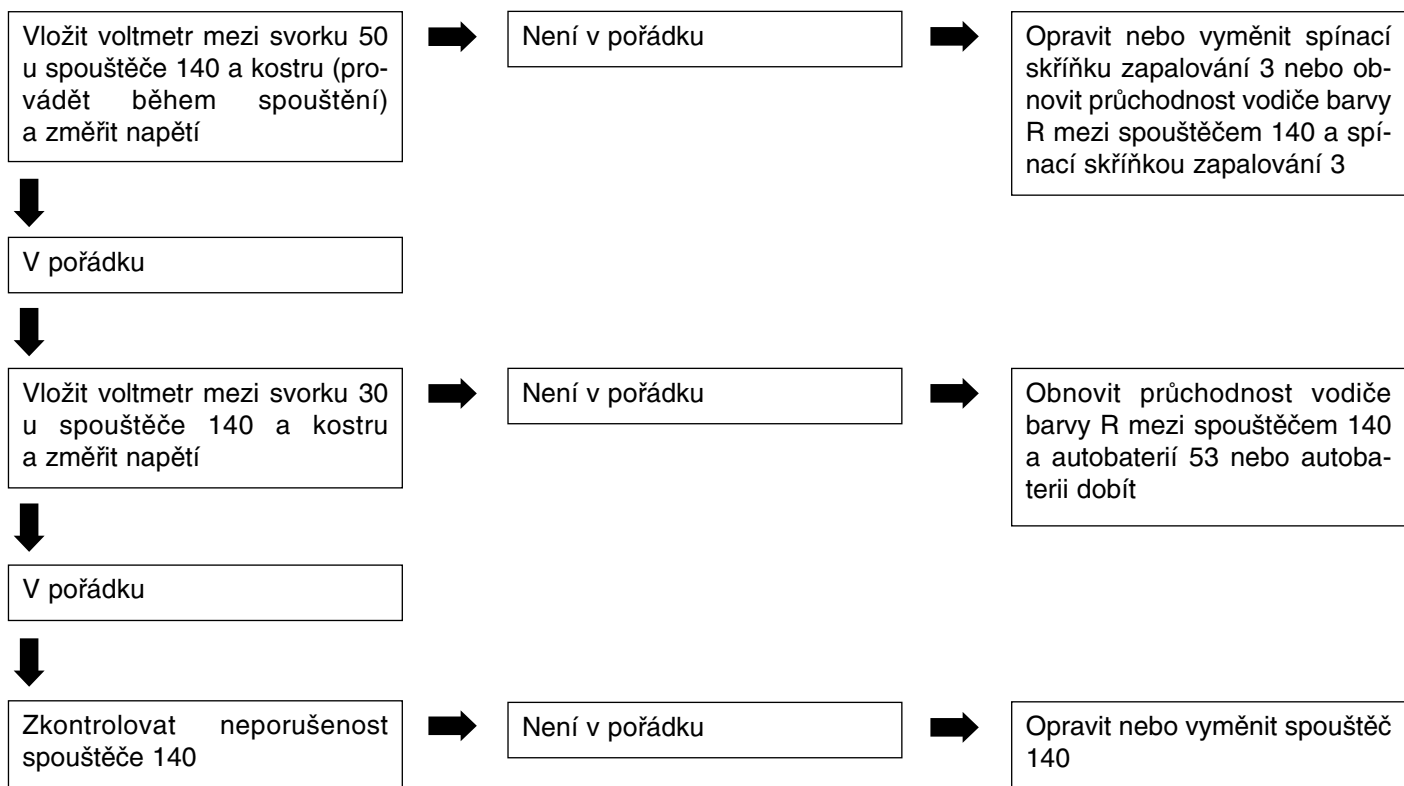 Vložit voltmetr mezi svorku 50
u spouštěče 140 a kostru (pro-
vádět během spouštění)
a změřit napětí
Není v pořádku
Opravit nebo vyměnit spínací
skříňku zapalování 3 nebo ob-
novit průchodnost vodiče barvy
R mezi spouštěčem 140 a spí-
nací skříňkou zapalování 3
V pořádku
Vložit voltmetr mezi svorku 30
u spouštěče 140 a kostru
a změřit napětí
Není v pořádku
Obnovit průchodnost vodiče
barvy R mezi spouštěčem 140
a autobaterií 53 nebo autoba-
terii dobít
V pořádku
Zkontrolovat neporušenost
spouštěče 140
Není v pořádku
Opravit nebo vyměnit spouštěč
140